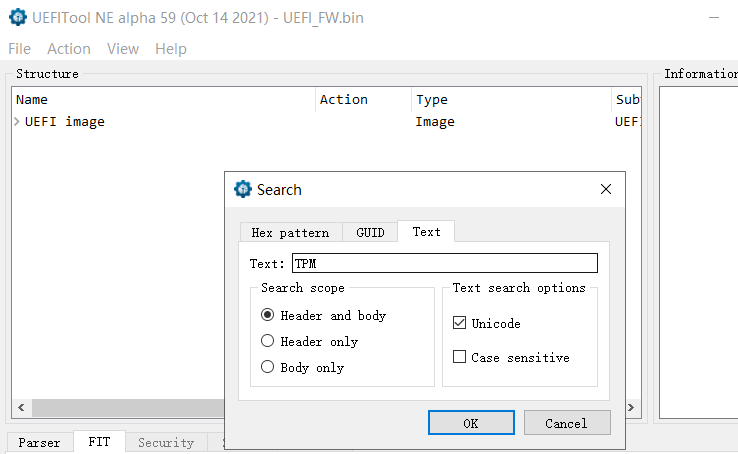 UEFITool NE alpha 59 (Oct 14 2021) - UEFI_FW.bin
File Action View Help
Structure
Information
Name Action Type
UEFI image Image
Search
Hex pattern GUID Text
Text: TPM
Search scope Text search options
Header and body Unicode
Header only Case sensitive
Body only
OK Cancel
Parser FIT Security